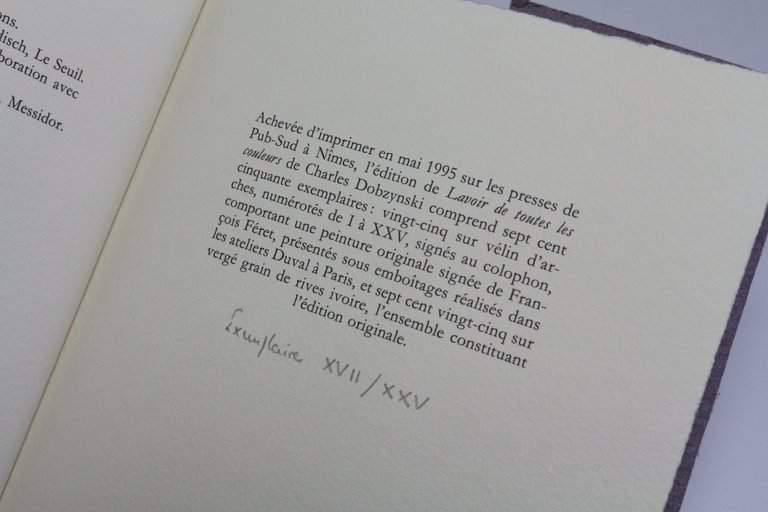 ons.
disch, Le Seuil.
boration avec
, Messidor.
Achevée d'imprimer en mai 1995 sur les presses de
Pub-Sud à Nîmes, l'édition de Lavoir de toutes les
couleurs de Charles Dobzynski comprend sept cent
cinquante exemplaires : vingt-cinq sur vélin d'ar-
ches, numérotés de I à XXV, signés au colophon,
comportant une peinture originale signée de Fran-
çois Féret, présentés sous emboîtages réalisés dans
les ateliers Duval à Paris, et sept cent vingt-cinq sur
vergé grain de rives ivoire, l'ensemble constituant
l'édition originale.
Exemplaire XVII/XXV